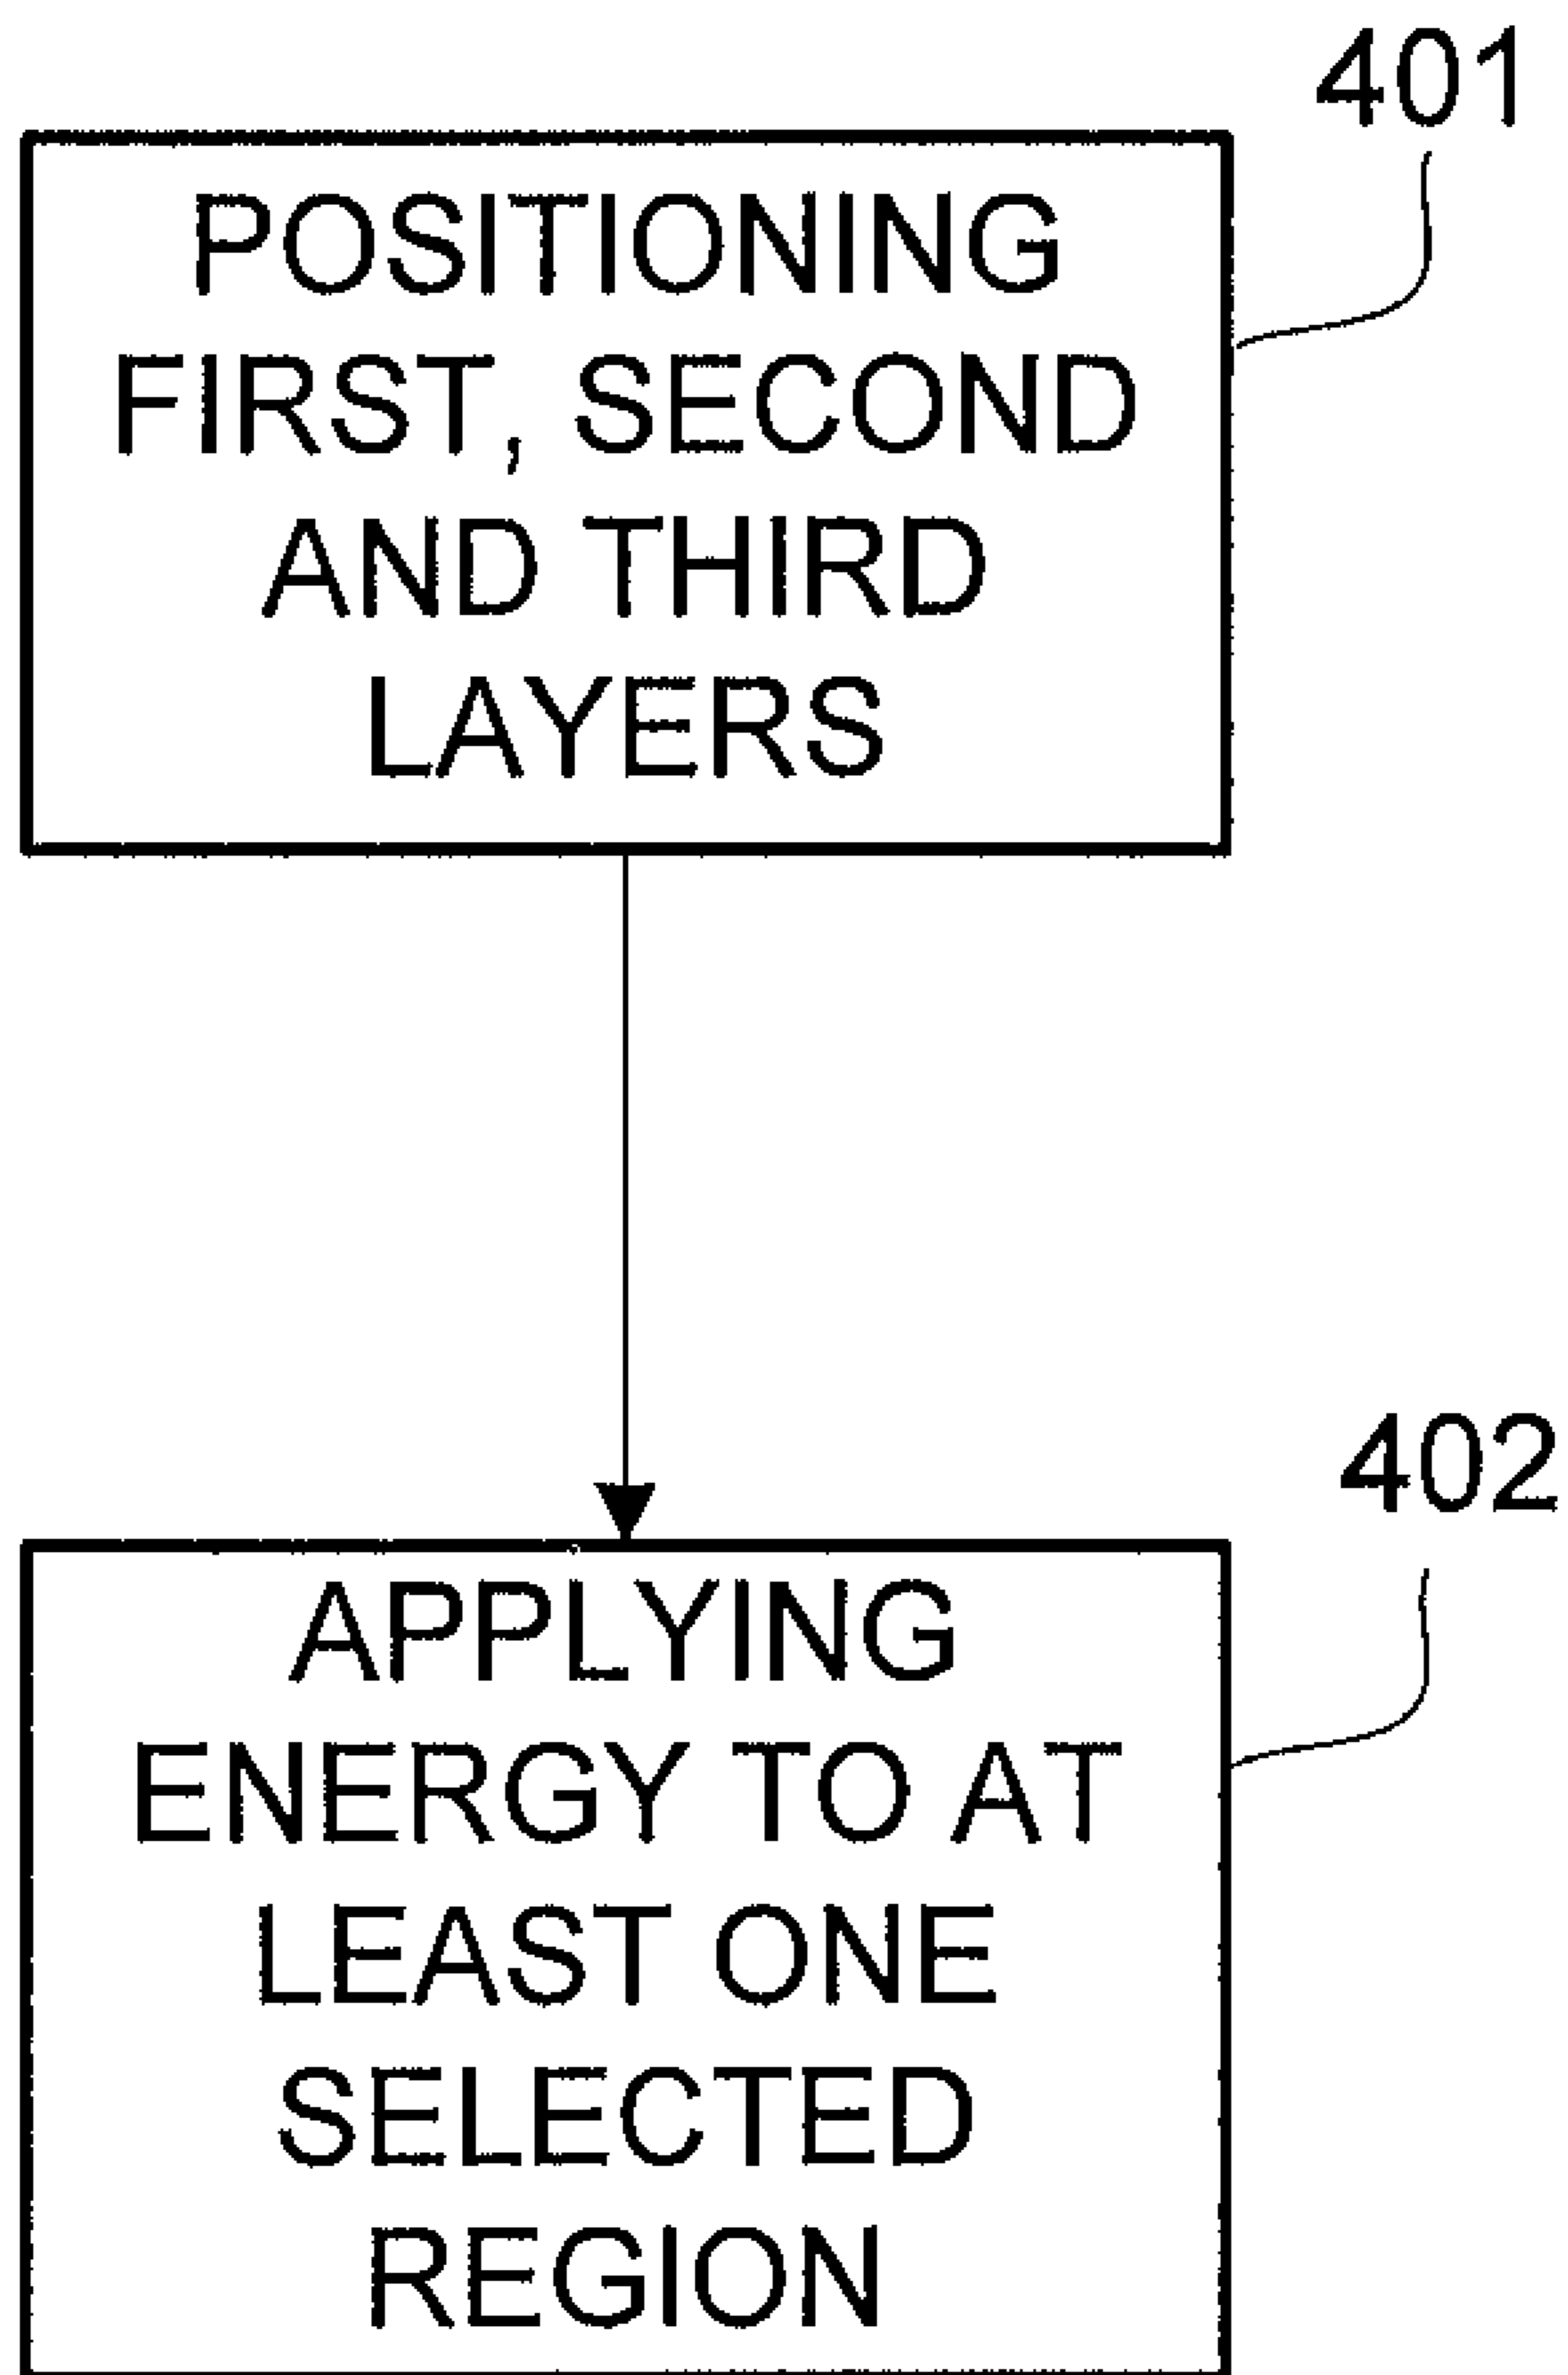 401
POSITIONING
FIRST, SECOND
AND THIRD
LAYERS
402
APPLYING
ENERGY TO AT
LEAST ONE
SELECTED
REGION